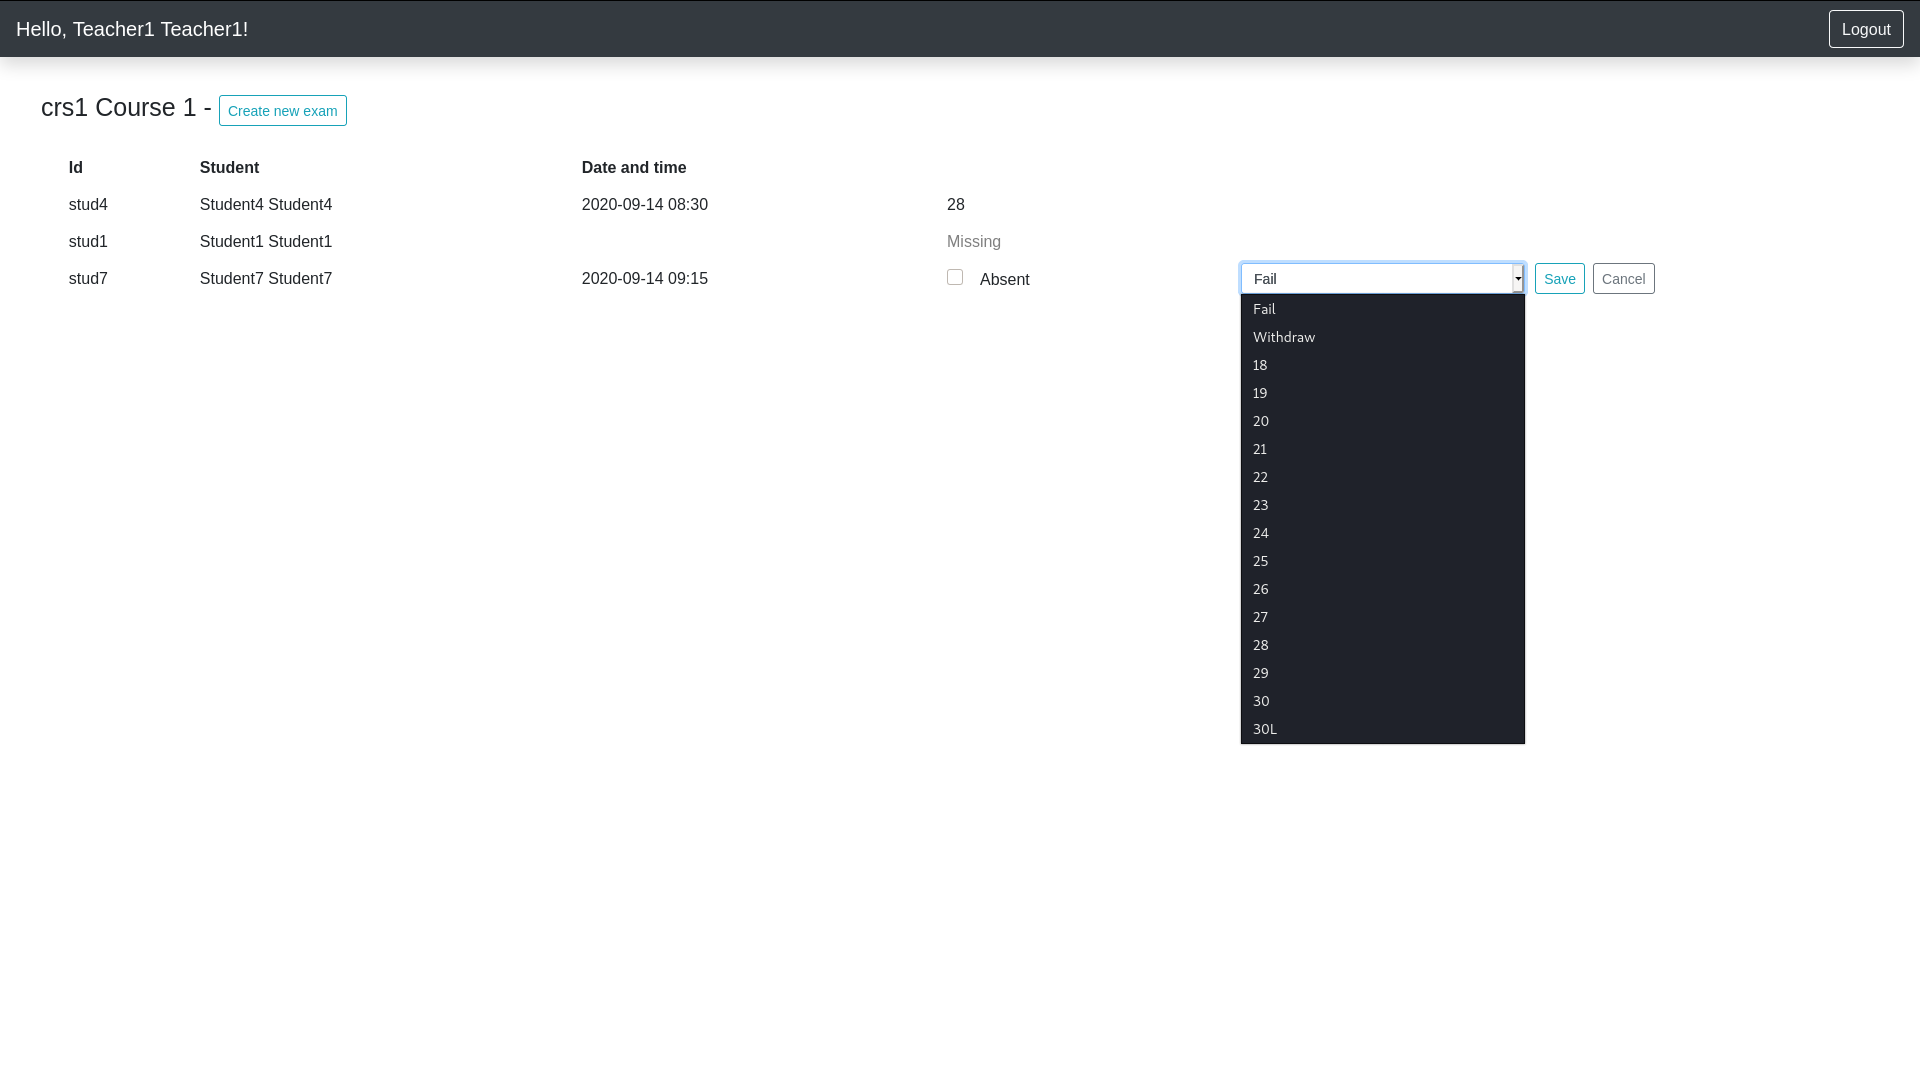 Hello, Teacher1 Teacher1! Logout
crs1 Course 1 - Create new exam
Id Student Date and time
stud4 Student4 Student4 2020-09-14 08:30 28
stud1 Student1 Student1 Missing
stud7 Student7 Student7 2020-09-14 09:15 Absent Fail Save Cancel
Fail
Withdraw
18
19
20
21
22
23
24
25
26
27
28
29
30
30L